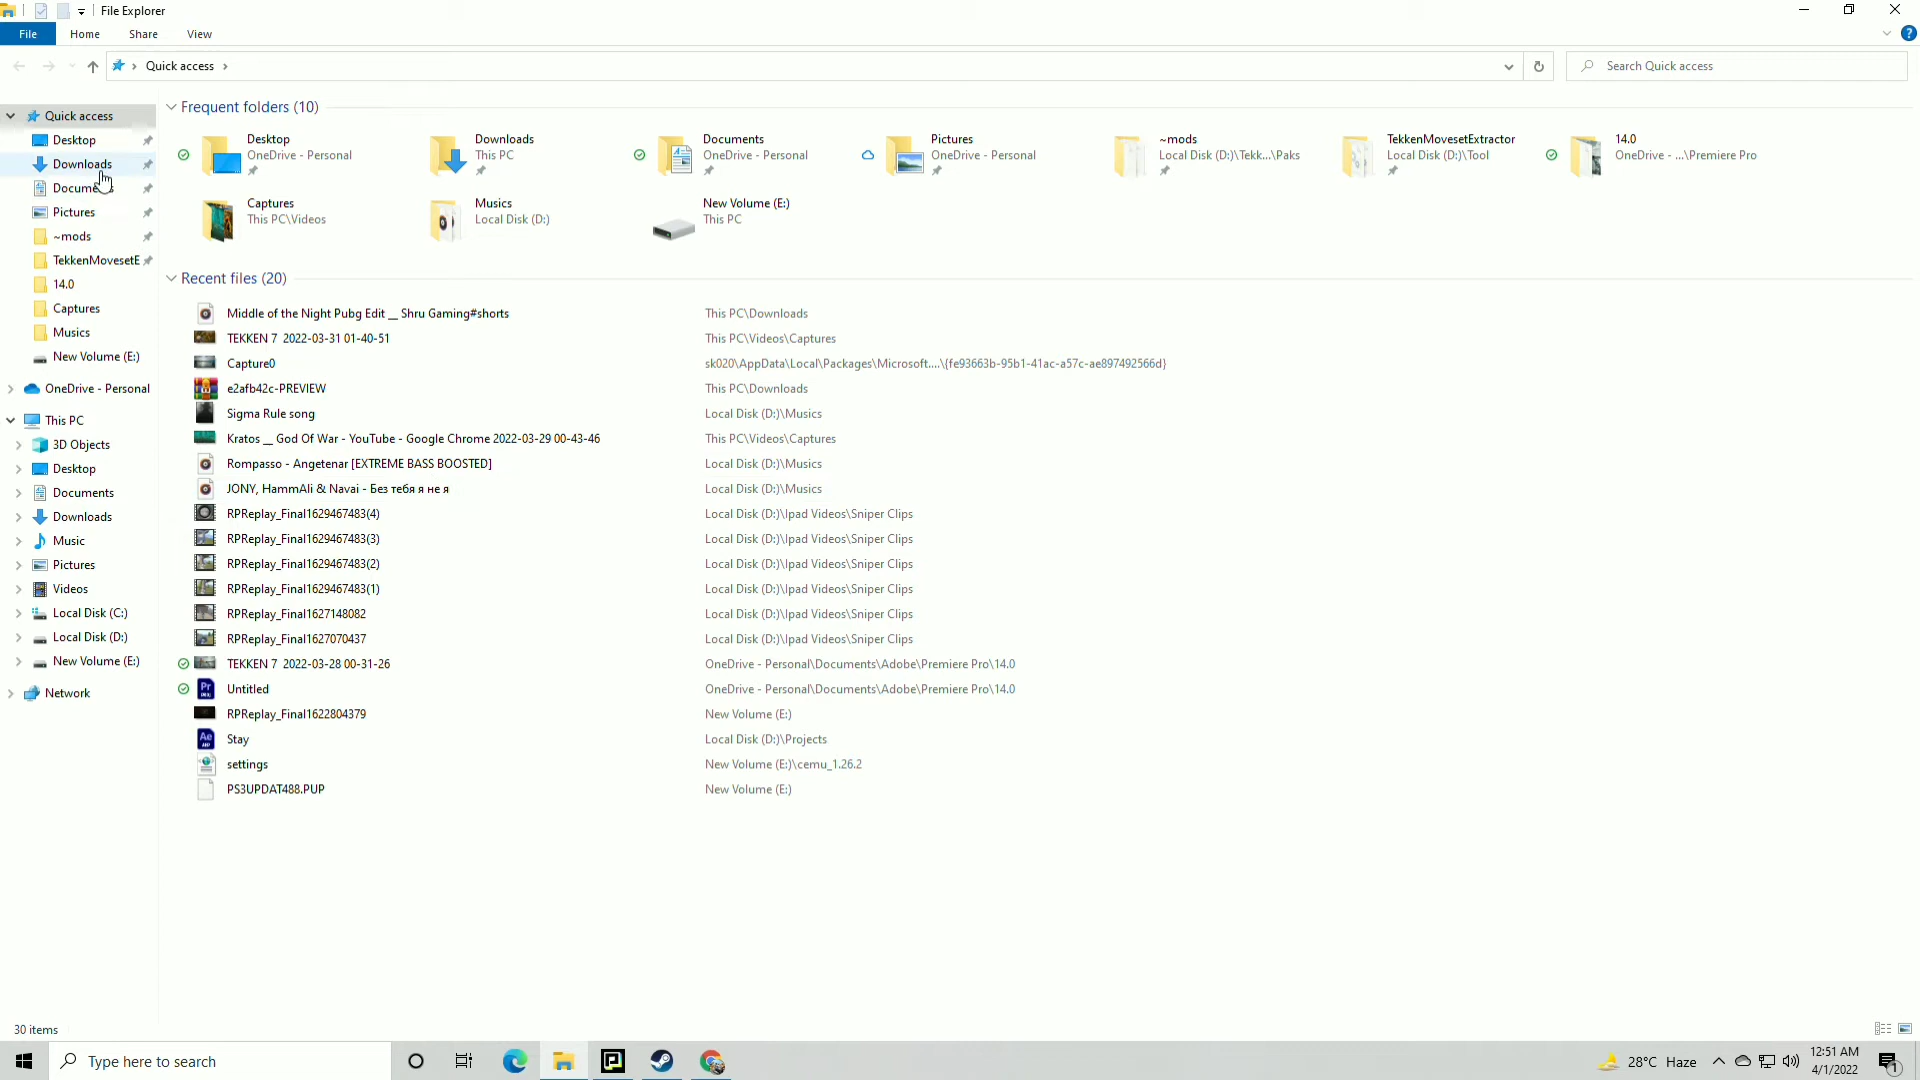 File Explorer
File Home Share View
Quick access
Search Quick access
Quick access
Desktop
Downloads
Pictures
~mods
TekkenMovesetE
14.0
Captures
Musics
New Volume (E:)
OneDrive - Personal
This PC
3D Objects
Desktop
Documents
Downloads
Music
Pictures
Videos
Local Disk (C:)
Local Disk (D:)
New Volume (E:)
Network
Frequent folders (10)
Desktop
OneDrive - Personal
Downloads
This PC
Documents
OneDrive - Personal
Pictures
OneDrive - Personal
~mods
Local Disk (D:)\Tekk...\Paks
TekkenMovesetExtractor
Local Disk (D:)\Tool
14.0
OneDrive - ...\Premiere Pro
Captures
This PC\Videos
Musics
Local Disk (D:)
New Volume (E:)
This PC
Recent files (20)
Middle of the Night Pubg Edit __ Shru Gaming#shorts This PC\Downloads
TEKKEN 7 2022-03-31 01-40-51 This PC\Videos\Captures
Capture0 sk020\AppData\Local\Packages\Microsoft....\{fe93663b-95b1-41ac-a57c-ae897492566d}
e2afb42c-PREVIEW This PC\Downloads
Sigma Rule song Local Disk (D:)\Musics
Kratos __ God Of War - YouTube - Google Chrome 2022-03-29 00-43-46 This PC\Videos\Captures
Rompasso - Angetenar [EXTREME BASS BOOSTED] Local Disk (D:)\Musics
JONY, HammAli & Navai - Без тебя я не я Local Disk (D:)\Musics
RPReplay_Final1629467483(4) Local Disk (D:)\Ipad Videos\Sniper Clips
RPReplay_Final1629467483(3) Local Disk (D:)\Ipad Videos\Sniper Clips
RPReplay_Final1629467483(2) Local Disk (D:)\Ipad Videos\Sniper Clips
RPReplay_Final1629467483(1) Local Disk (D:)\Ipad Videos\Sniper Clips
RPReplay_Final1627148082 Local Disk (D:)\Ipad Videos\Sniper Clips
RPReplay_Final1627070437 Local Disk (D:)\Ipad Videos\Sniper Clips
TEKKEN 7 2022-03-28 00-31-26 OneDrive - Personal\Documents\Adobe\Premiere Pro\14.0
Untitled OneDrive - Personal\Documents\Adobe\Premiere Pro\14.0
RPReplay_Final1622804379 New Volume (E:)
Stay Local Disk (D:)\Projects
settings New Volume (E:)\cemu_1.26.2
PS3UPDAT488.PUP New Volume (E:)
30 items
Type here to search
28°C Haze
12:51 AM
4/1/2022
1